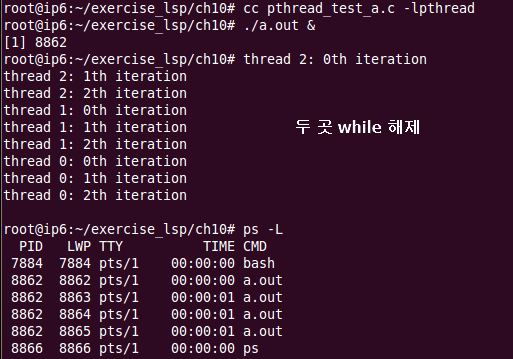 root@ip6:~/exercise_lsp/ch10# cc pthread_test_a.c -lpthread
root@ip6:~/exercise_lsp/ch10# ./a.out &
[1] 8862
root@ip6:~/exercise_lsp/ch10# thread 2: 0th iteration
thread 2: 1th iteration
thread 2: 2th iteration
thread 1: 0th iteration
thread 1: 1th iteration
두 곳 while 해제
thread 1: 2th iteration
thread 0: 0th iteration
thread 0: 1th iteration
thread 0: 2th iteration
root@ip6:~/exercise_lsp/ch10# ps -L
PID LWP TTY TIME CMD
7884 7884 pts/1 00:00:00 bash
8862 8862 pts/1 00:00:00 a.out
8862 8863 pts/1 00:00:01 a.out
8862 8864 pts/1 00:00:01 a.out
8862 8865 pts/1 00:00:01 a.out
8866 8866 pts/1 00:00:00 ps